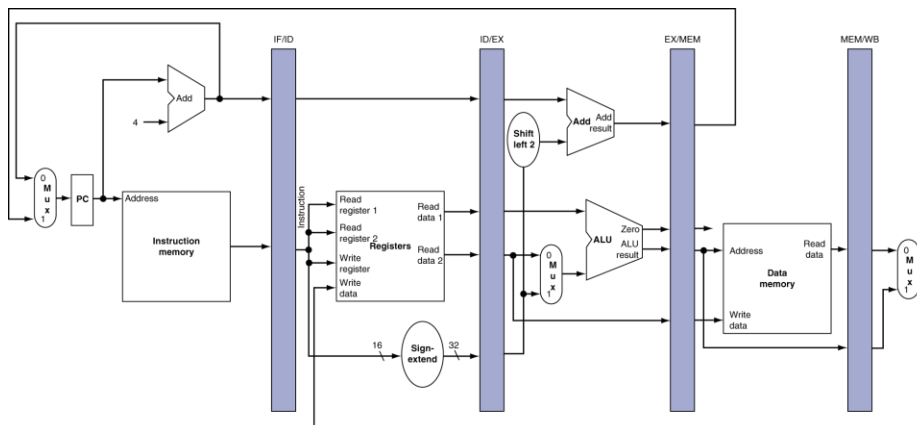 IF/ID
ID/EX
EX/MEM
MEM/WB
Add
4
Add
Add
result
Shift
left 2
0
M
u
x
1
PC
Address
Instruction
memory
Instruction
Read
register 1
Read
register 2
Write
register
Write
data
Registers
Read
data 1
Read
data 2
0
M
u
x
1
ALU
Zero
ALU
result
Address
Write
data
Data
memory
Read
data
0
M
u
x
1
16
Sign-
extend
32